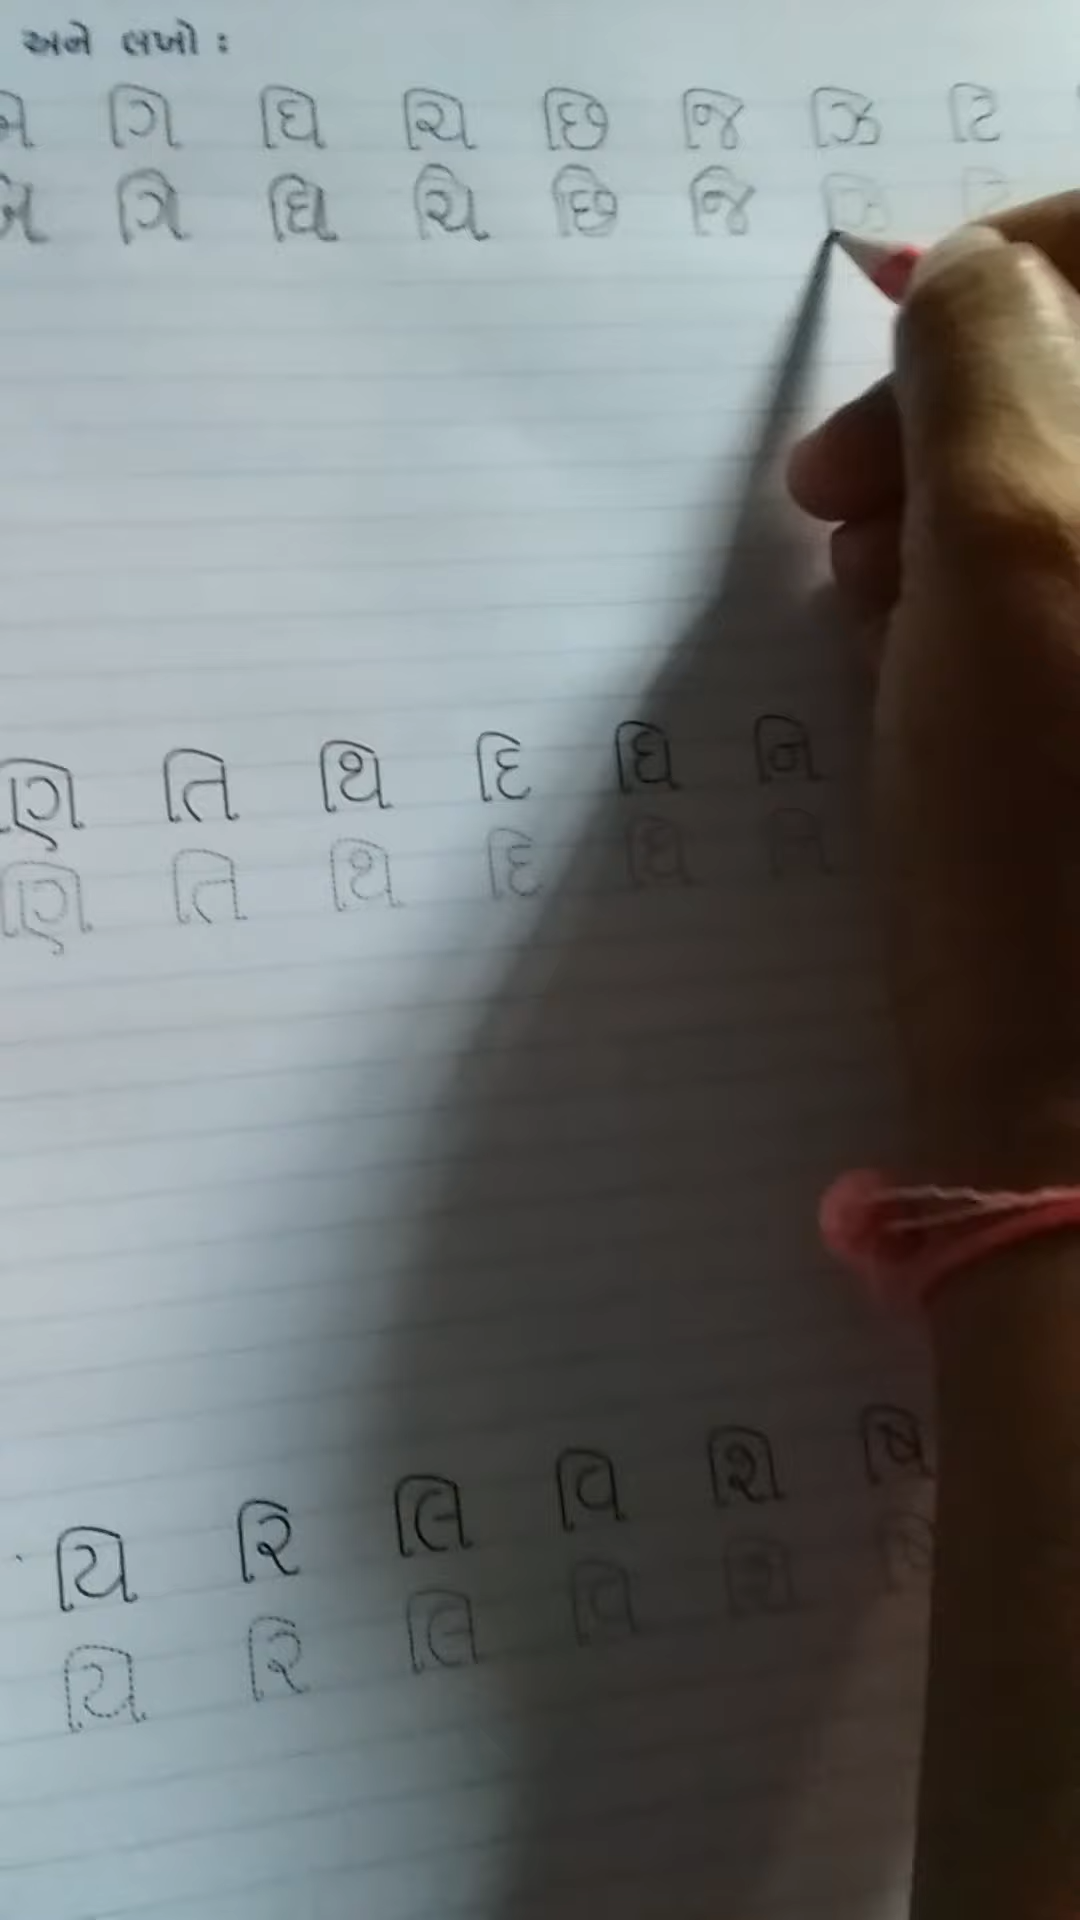 અને લખો :
ગિ ઘિ ચિ છિ જિ ઝિ ટિ
ખિ ગિ ઘિ ચિ છિ જિ ઝિ ટિ
ણિ તિ થિ દિ ધિ નિ
ણિ તિ થિ દિ ધિ નિ
યિ રિ લિ વિ શિ ષિ
યિ રિ લિ વિ શિ ષિ